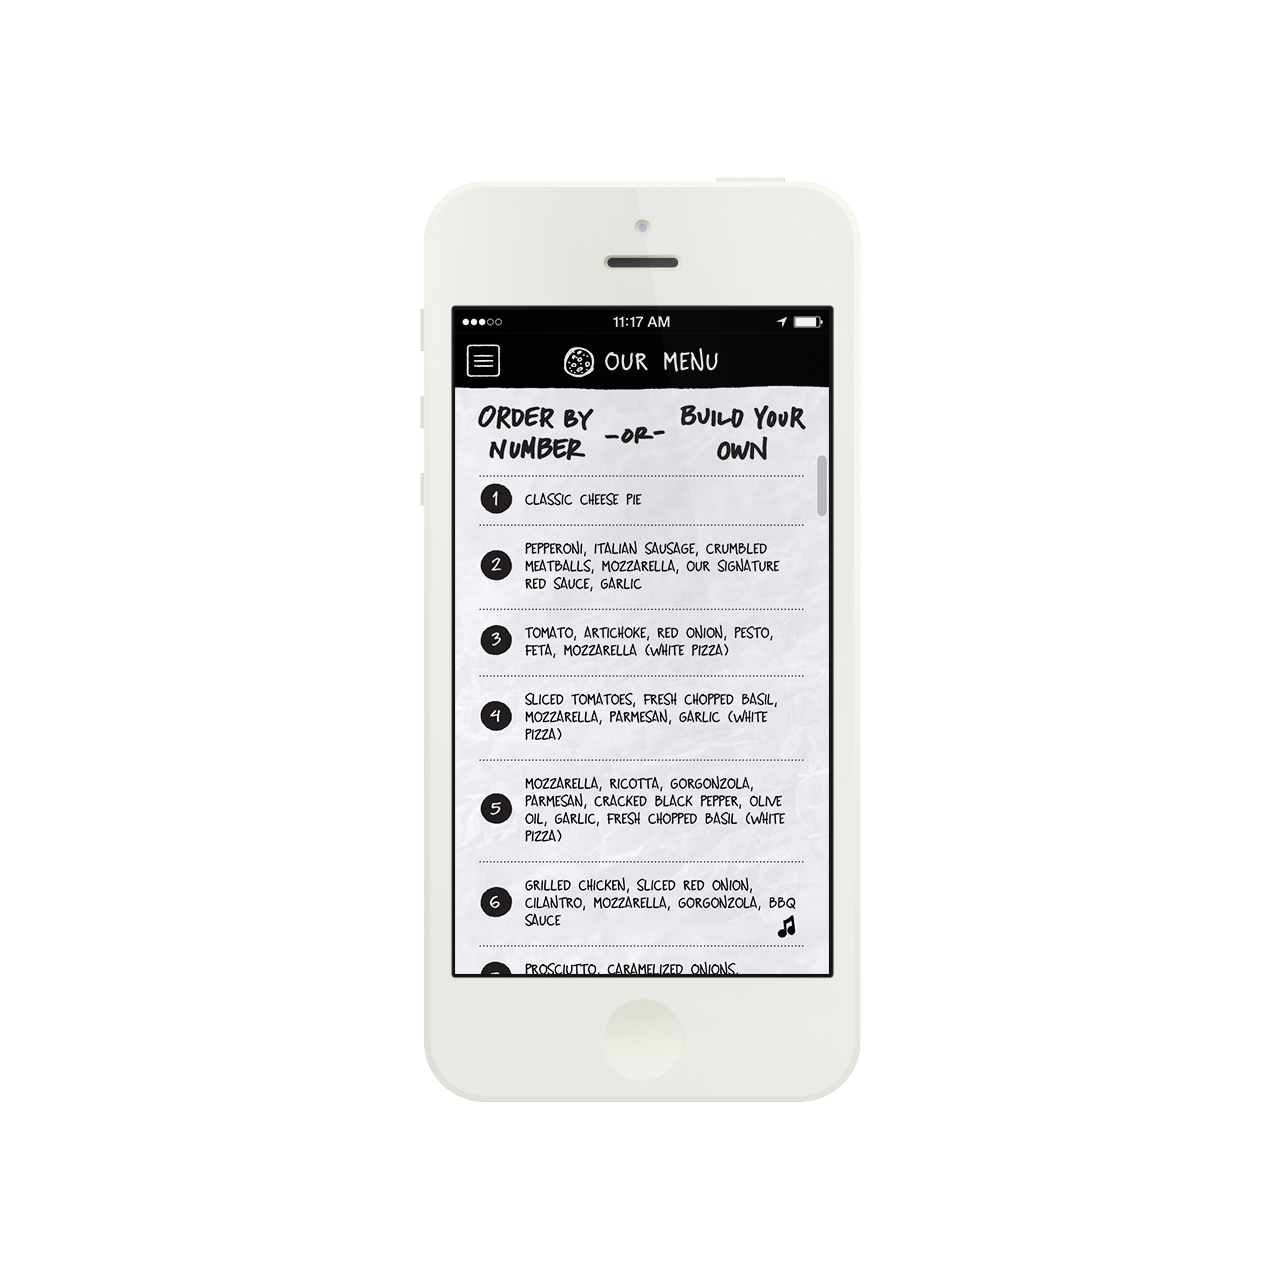 11:17 AM
OUR MENU
ORDER BY
NUMBER
-OR-
BUILD YOUR
OWN
1 CLASSIC CHEESE PIE
2 PEPPERONI, ITALIAN SAUSAGE, CRUMBLED
MEATBALLS, MOZZARELLA, OUR SIGNATURE
RED SAUCE, GARLIC
3 TOMATO, ARTICHOKE, RED ONION, PESTO,
FETA, MOZZARELLA (WHITE PIZZA)
4 SLICED TOMATOES, FRESH CHOPPED BASIL,
MOZZARELLA, PARMESAN, GARLIC (WHITE
PIZZA)
5 MOZZARELLA, RICOTTA, GORGONZOLA,
PARMESAN, CRACKED BLACK PEPPER, OLIVE
OIL, GARLIC, FRESH CHOPPED BASIL (WHITE
PIZZA)
6 GRILLED CHICKEN, SLICED RED ONION,
CILANTRO, MOZZARELLA, GORGONZOLA, BBQ
SAUCE
PROSCIUTTO, CARAMELIZED ONIONS,